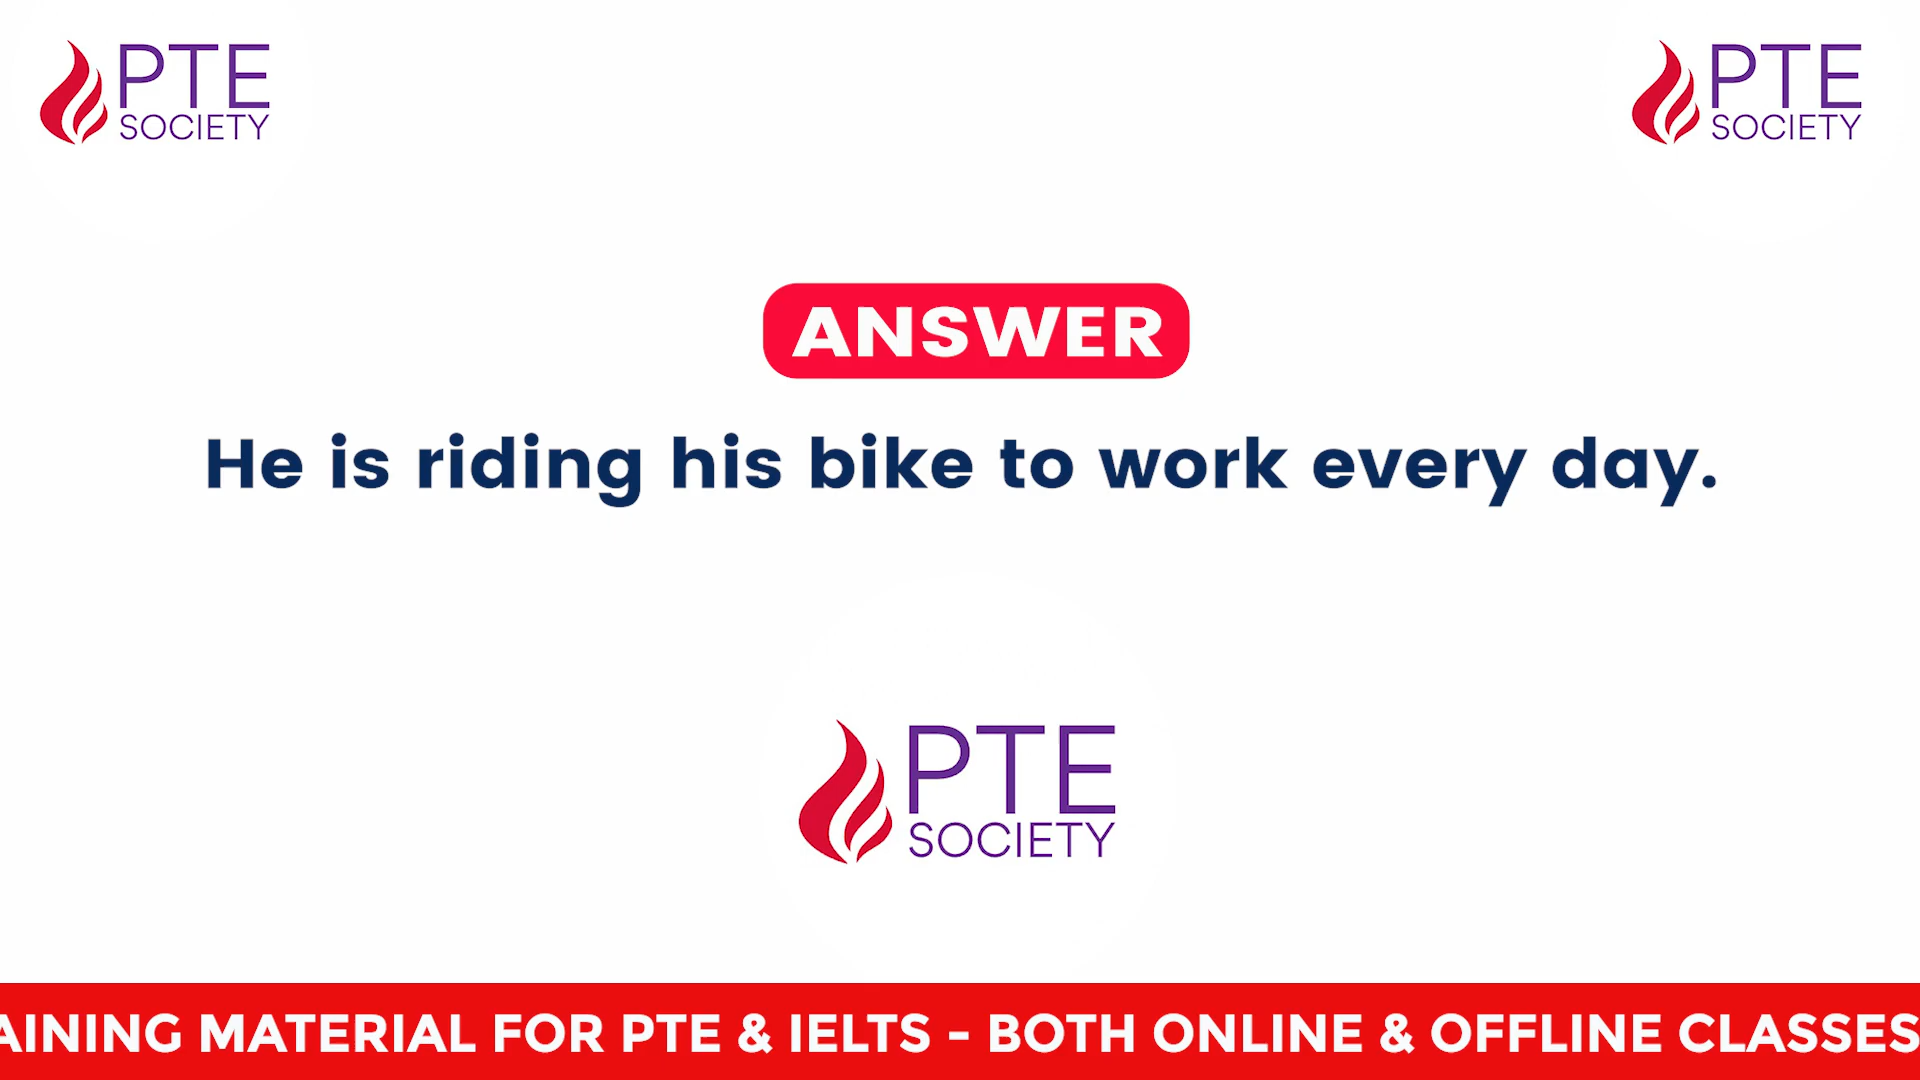 PTE
SOCIETY
PTE
SOCIETY
ANSWER
He is riding his bike to work every day.
PTE
SOCIETY
AINING MATERIAL FOR PTE & IELTS - BOTH ONLINE & OFFLINE CLASSES